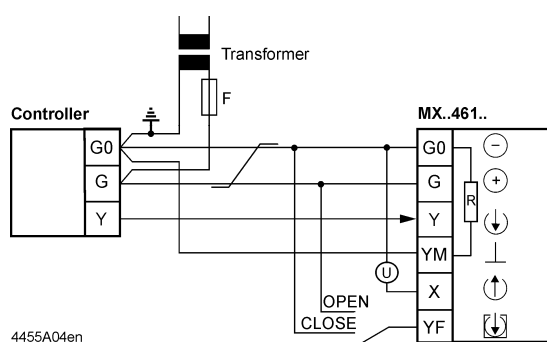 Transformer
F
Controller
MX..461..
G0
G0
G
G
R
Y
Y
YM
U
X
OPEN
CLOSE
YF
4455A04en